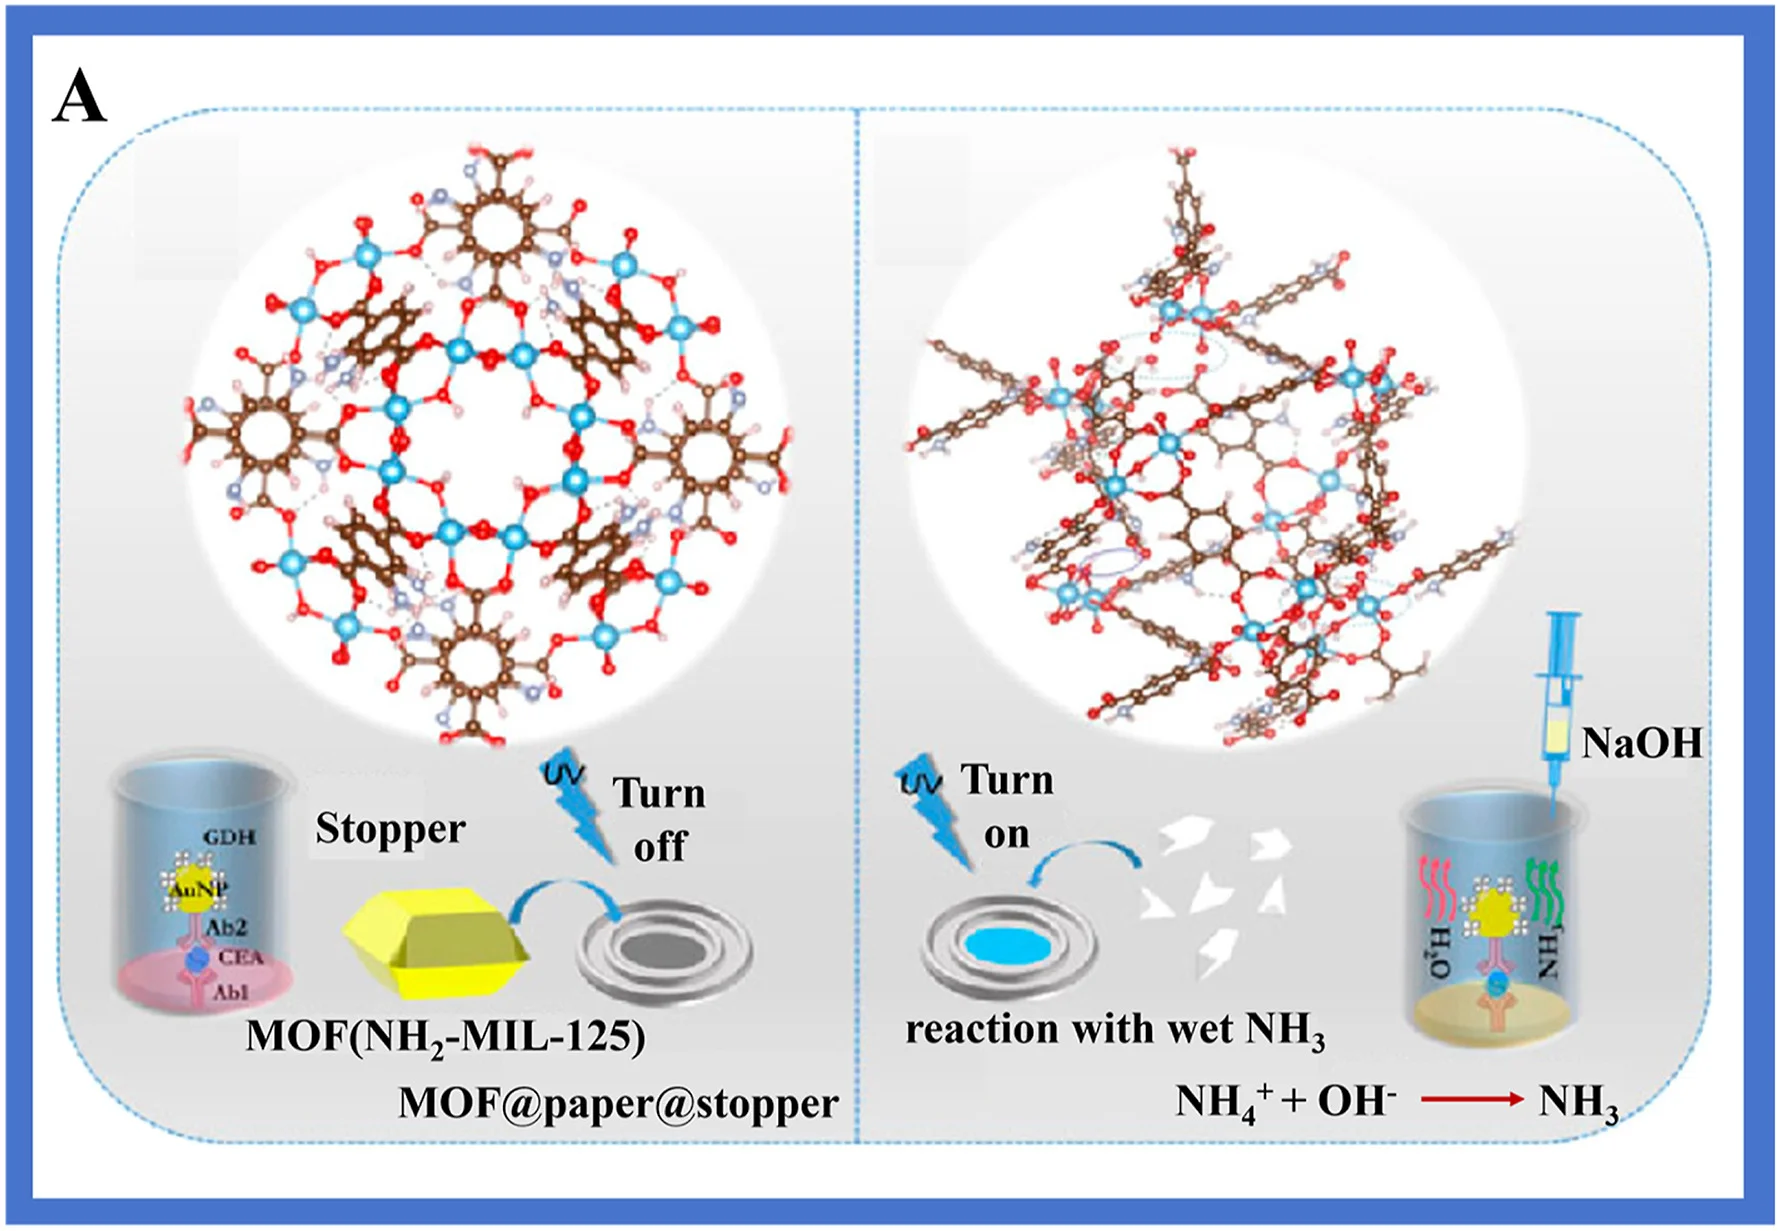 A
GDH
AuNP
Ab2
CEA
Ab1
Stopper
UV
Turn
off
MOF(NH₂-MIL-125)
MOF@paper@stopper
UV
Turn
on
NaOH
H₂O
reaction with wet NH₃
NH₄⁺ + OH⁻ → NH₃